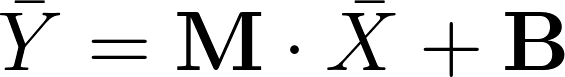 Ȳ = 𝐌 · X̄ + 𝐁